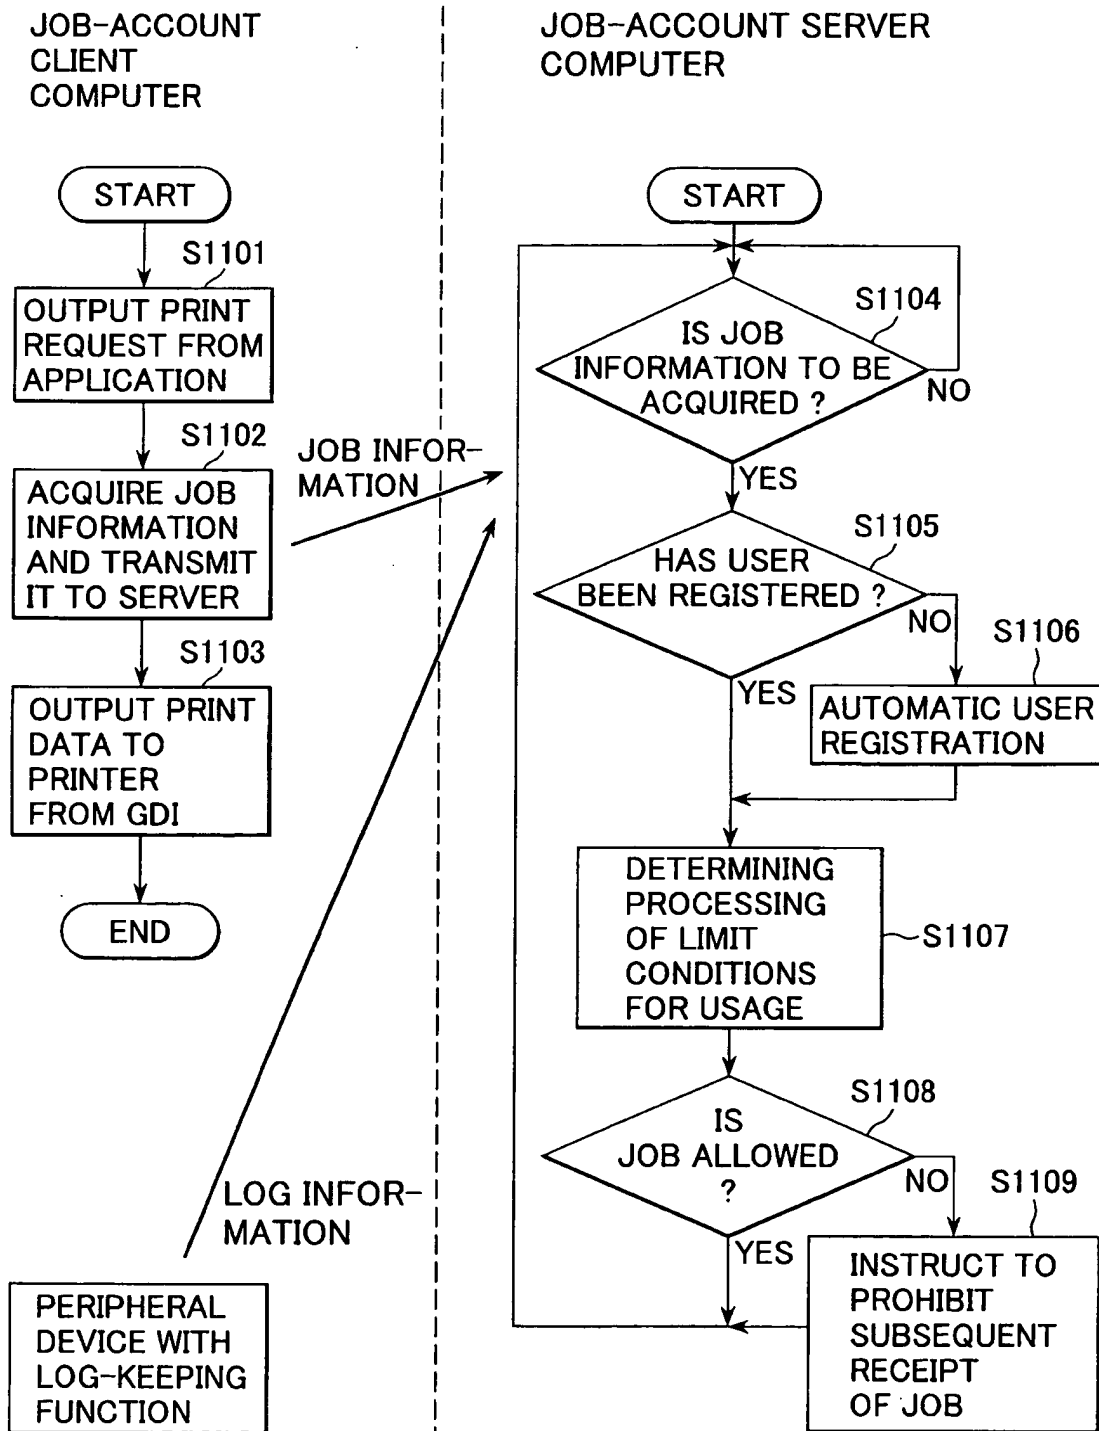 JOB-ACCOUNT
CLIENT
COMPUTER
START
S1101
OUTPUT PRINT
REQUEST FROM
APPLICATION
S1102
ACQUIRE JOB
INFORMATION
AND TRANSMIT
IT TO SERVER
S1103
OUTPUT PRINT
DATA TO
PRINTER
FROM GDI
END
JOB INFOR-
MATION
LOG INFOR-
MATION
PERIPHERAL
DEVICE WITH
LOG-KEEPING
FUNCTION
JOB-ACCOUNT SERVER
COMPUTER
START
S1104
IS JOB
INFORMATION TO BE
ACQUIRED ?
NO
YES
S1105
HAS USER
BEEN REGISTERED ?
NO
YES
S1106
AUTOMATIC USER
REGISTRATION
DETERMINING
PROCESSING
OF LIMIT
CONDITIONS
FOR USAGE
S1107
S1108
IS
JOB ALLOWED
?
NO
YES
S1109
INSTRUCT TO
PROHIBIT
SUBSEQUENT
RECEIPT
OF JOB